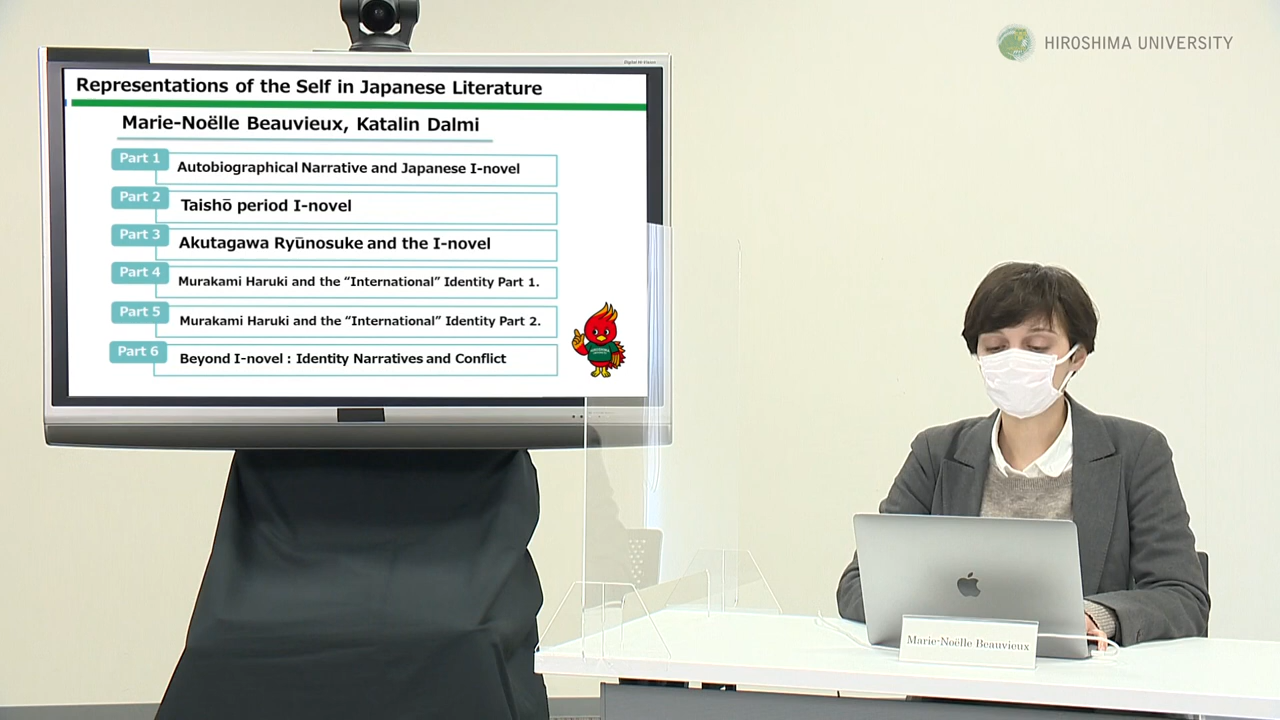 HIROSHIMA UNIVERSITY
Digital Hi-Vision
Representations of the Self in Japanese Literature
Marie-Noëlle Beauvieux, Katalin Dalmi
Part 1
Autobiographical Narrative and Japanese I-novel
Part 2
Taishō period I-novel
Part 3
Akutagawa Ryūnosuke and the I-novel
Part 4
Murakami Haruki and the “International” Identity Part 1.
Part 5
Murakami Haruki and the “International” Identity Part 2.
Part 6
Beyond I-novel : Identity Narratives and Conflict
Marie-Noëlle Beauvieux